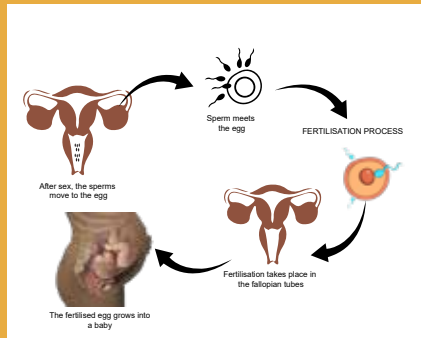 Sperm meets
the egg
FERTILISATION PROCESS
After sex, the sperms
move to the egg
Fertilisation takes place in
the fallopian tubes
The fertilised egg grows into
a baby